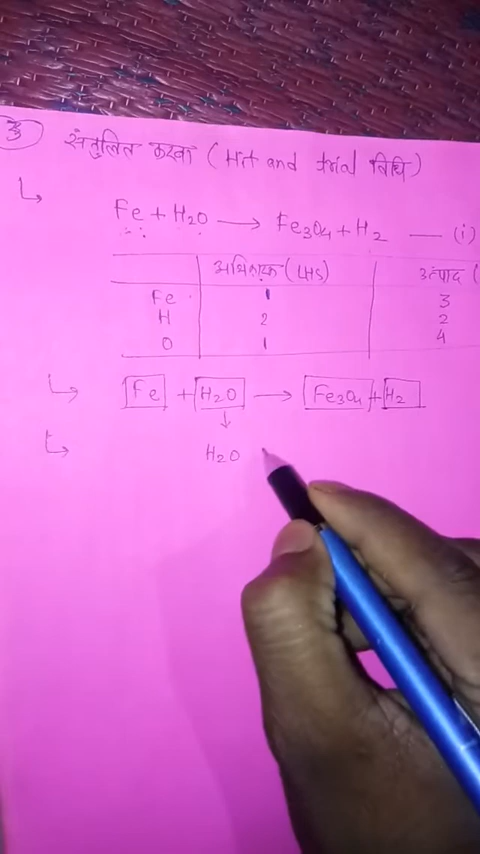 3 संतुलित करना (Hit and trial विधि)
Fe + H2O → Fe3O4 + H2 — (i)
अभिकारक (LHS) उत्पाद (
Fe 1 3
H 2 2
O 1 4
Fe + H2O → Fe3O4 + H2
H2O